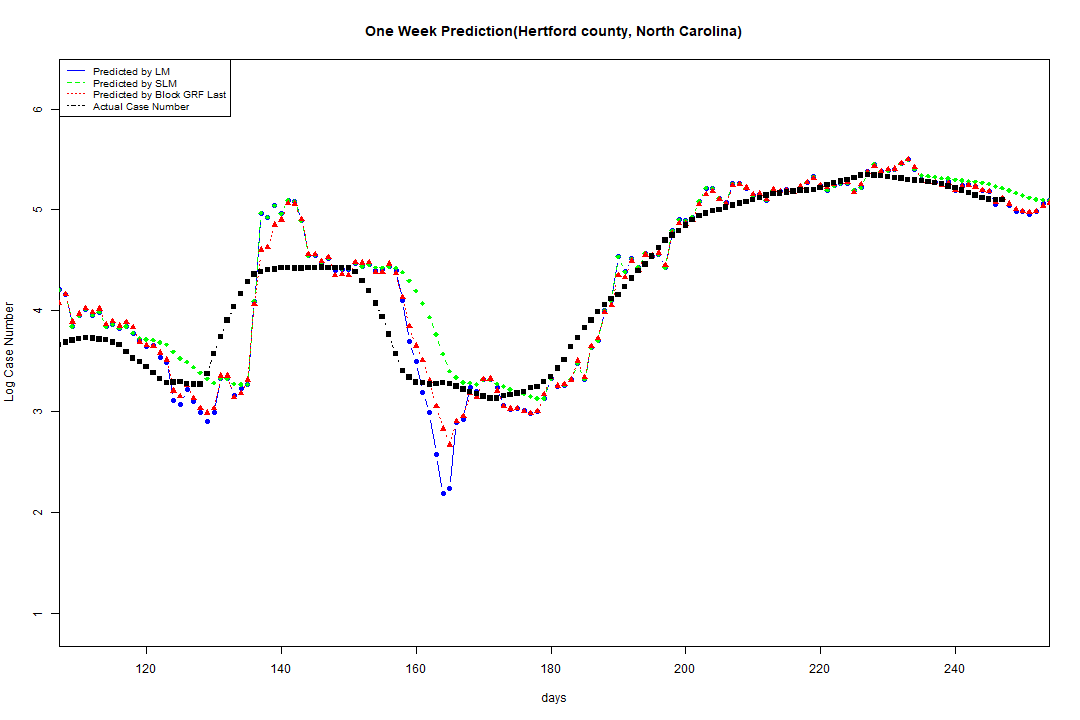 One Week Prediction(Hertford county, North Carolina)
Predicted by LM
Predicted by SLM
Predicted by Block GRF Last
Actual Case Number
Log Case Number
6
5
4
3
2
1
120 140 160 180 200 220 240
days